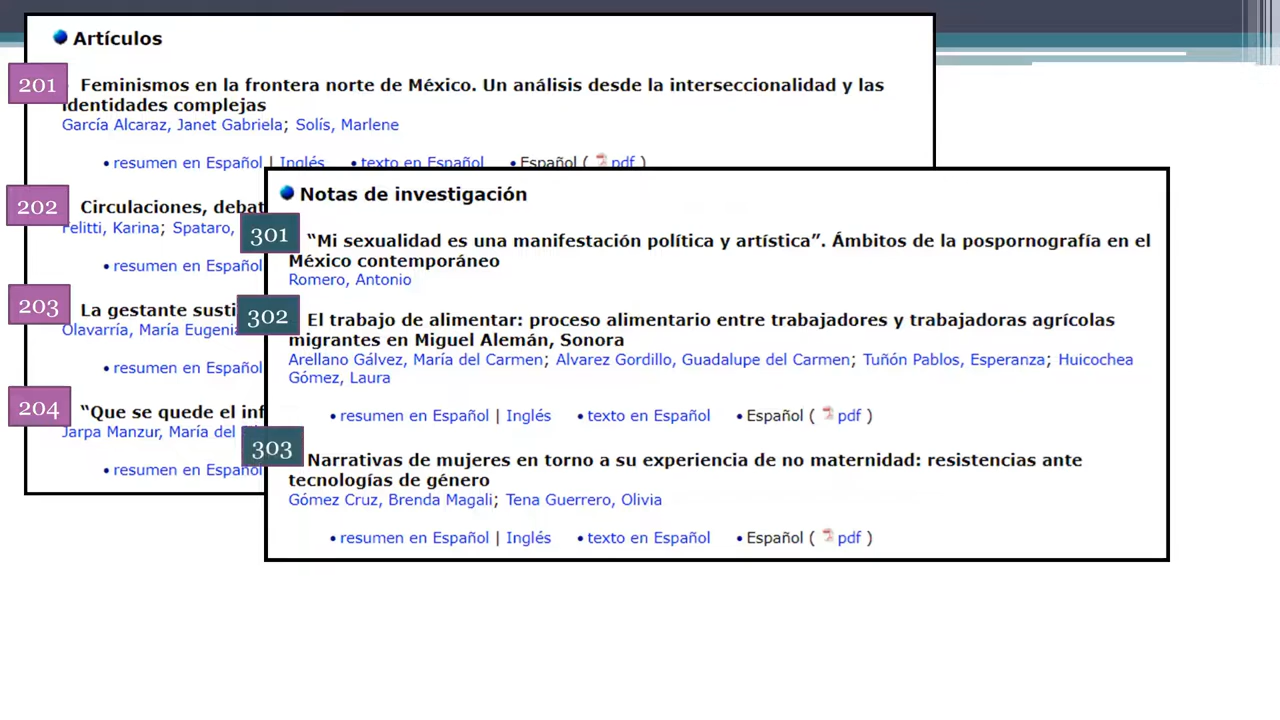 Artículos
201 Feminismos en la frontera norte de México. Un análisis desde la interseccionalidad y las
identidades complejas
García Alcaraz, Janet Gabriela; Solís, Marlene
• resumen en Español | Inglés • texto en Español • Español ( pdf )
202 Circulaciones, debat
Felitti, Karina; Spataro,
• resumen en Español
203 La gestante susti
Olavarría, María Eugenia
• resumen en Español
204 “Que se quede el inf
Jarpa Manzur, María del
• resumen en Español
Notas de investigación
301 “Mi sexualidad es una manifestación política y artística”. Ámbitos de la pospornografía en el
México contemporáneo
Romero, Antonio
302 El trabajo de alimentar: proceso alimentario entre trabajadores y trabajadoras agrícolas
migrantes en Miguel Alemán, Sonora
Arellano Gálvez, María del Carmen; Alvarez Gordillo, Guadalupe del Carmen; Tuñón Pablos, Esperanza; Huicochea
Gómez, Laura
• resumen en Español | Inglés • texto en Español • Español ( pdf )
303 Narrativas de mujeres en torno a su experiencia de no maternidad: resistencias ante
tecnologías de género
Gómez Cruz, Brenda Magali; Tena Guerrero, Olivia
• resumen en Español | Inglés • texto en Español • Español ( pdf )